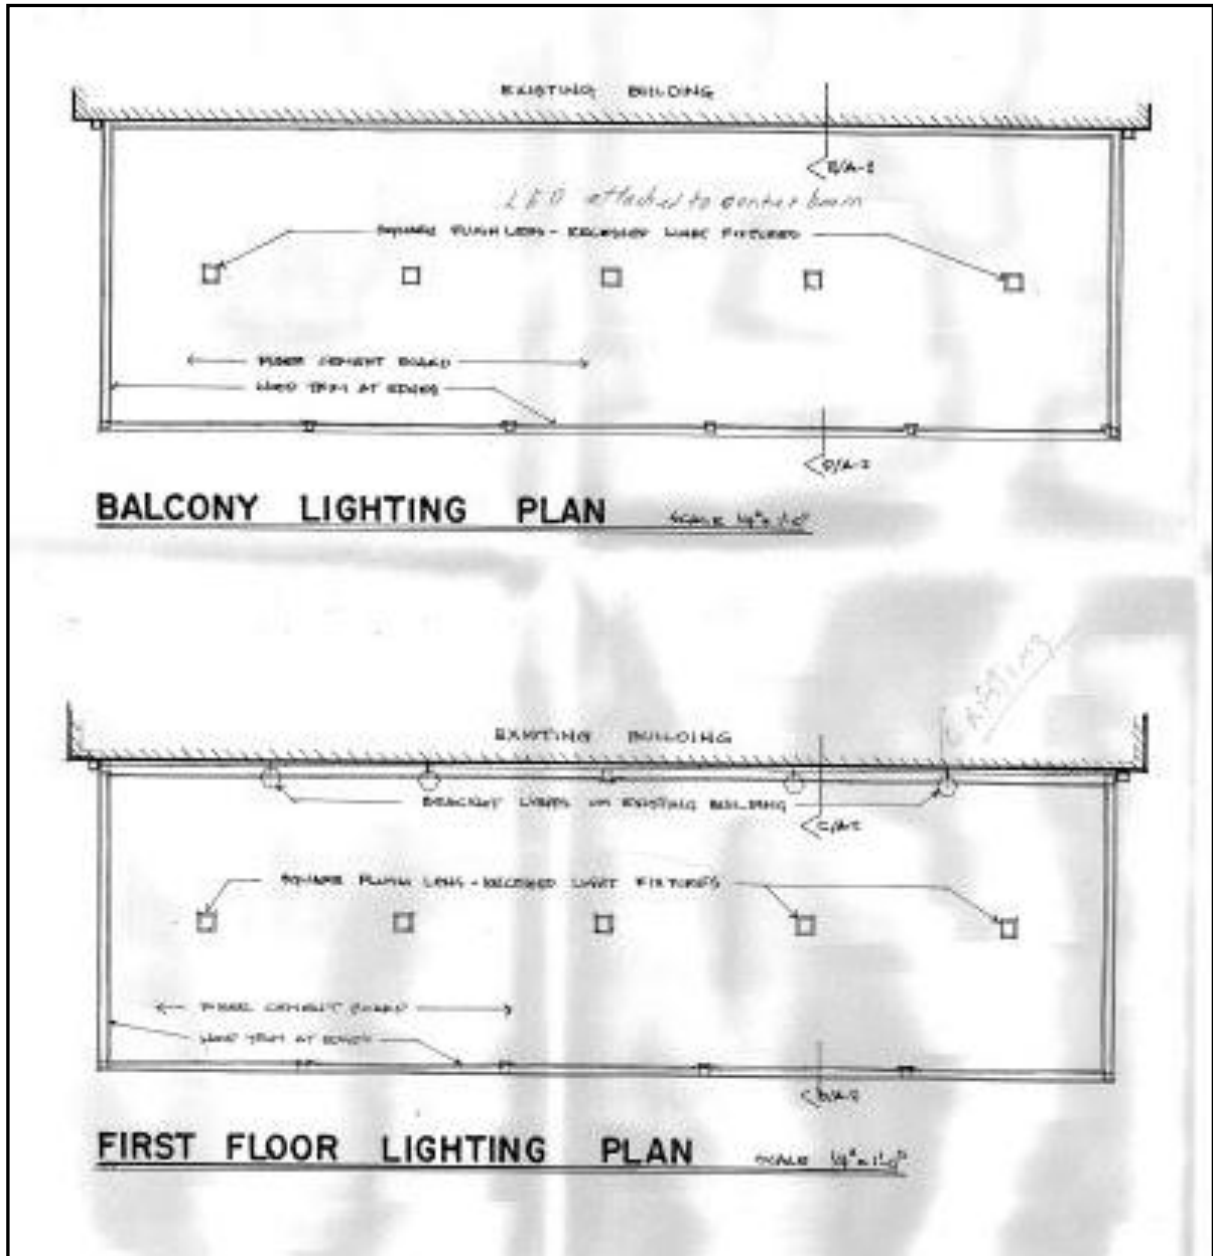 EXISTING BUILDING
B/A-2
LED attached to center beam
SQUARE FLUSH LENS - RECESSED LIGHT FIXTURES
FIBER CEMENT BOARD
WOOD TRIM AT EDGES
D/A-2
BALCONY LIGHTING PLAN SCALE 1/4" = 1'-0"
EXISTING
EXISTING BUILDING
BRACKET LIGHTS ON EXISTING BUILDING
C/A-2
SQUARE FLUSH LENS - RECESSED LIGHT FIXTURES
FIBER CEMENT BOARD
WOOD TRIM AT EDGES
FIRST FLOOR LIGHTING PLAN SCALE 1/4" = 1'-0"